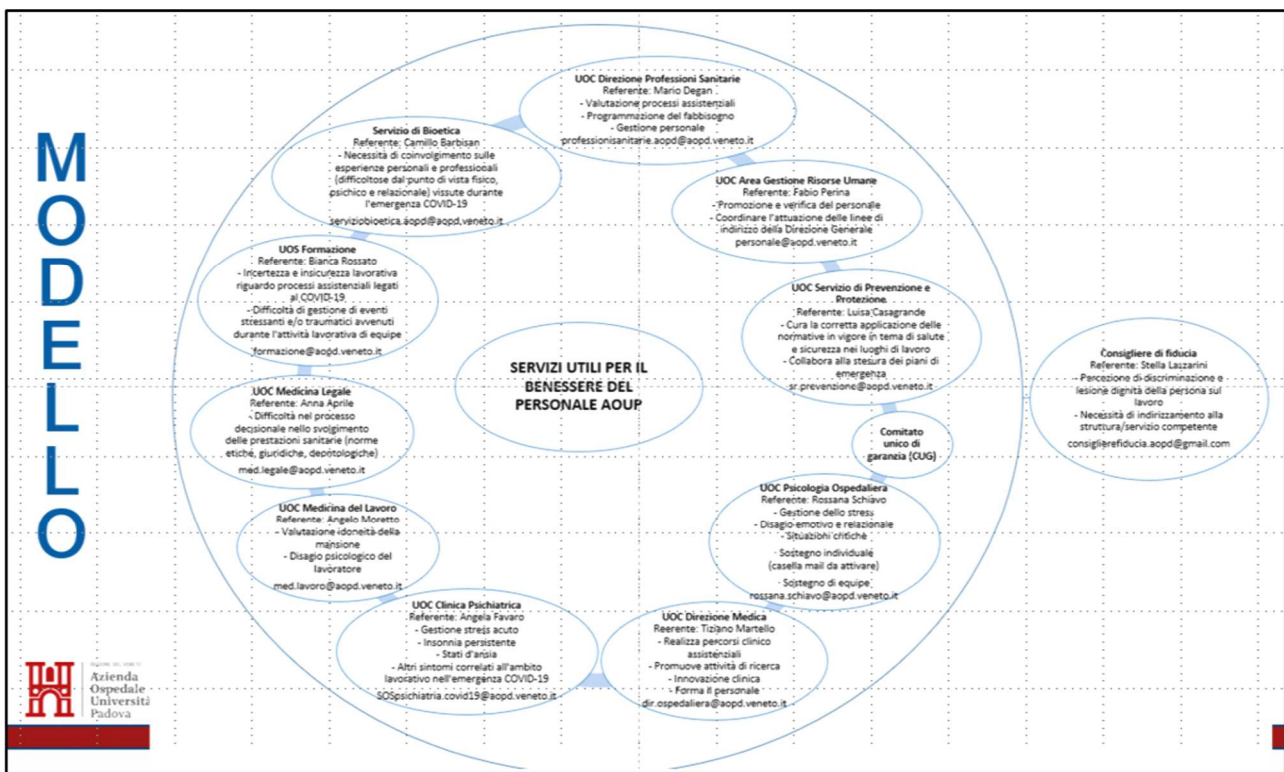 MODELLO
UOC Direzione Professioni Sanitarie
Referente: Mario Degan
- Valutazione processi assistenziali
- Programmazione del fabbisogno
- Gestione personale
professionisanitarie.aopd@aopd.veneto.it
Servizio di Bioetica
Referente: Camillo Barbisan
- Necessità di coinvolgimento sulle
esperienze personali e professionali
(difficoltose dal punto di vista fisico,
psichico e relazionale) vissute durante
l'emergenza COVID-19
serviziobioetica.aopd@aopd.veneto.it
UOC Area Gestione Risorse Umane
Referente: Fabio Perina
- Promozione e verifica del personale
- Coordinare l'attuazione delle linee di
indirizzo della Direzione Generale
personale@aopd.veneto.it
UOS Formazione
Referente: Bianca Rossato
- Incertezza e insicurezza lavorativa
riguardo processi assistenziali legati
al COVID-19
- Difficoltà di gestione di eventi
stressanti e/o traumatici avvenuti
durante l'attività lavorativa di equipe
formazione@aopd.veneto.it
UOC Servizio di Prevenzione e
Protezione
Referente: Luisa Casagrande
- Cura la corretta applicazione delle
normative in vigore in tema di salute
e sicurezza nei luoghi di lavoro
- Collabora alla stesura dei piani di
emergenza
sr.prevenzione@aopd.veneto.it
SERVIZI UTILI PER IL
BENESSERE DEL
PERSONALE AOUP
Consigliere di fiducia
Referente: Stella Lazzarini
- Percezione di discriminazione e
lesione dignità della persona sul
lavoro
- Necessità di indirizzamento alla
struttura/servizio competente
consiglierefiducia.aopd@gmail.com
UOC Medicina Legale
Referente: Anna Aprile
- Difficoltà nel processo
decisionale nello svolgimento
delle prestazioni sanitarie (norme
etiche, giuridiche, deontologiche)
med.legale@aopd.veneto.it
Comitato
unico di
garanzia (CUG)
UOC Medicina del Lavoro
Referente: Angelo Moretto
- Valutazione idoneità della
mansione
- Disagio psicologico del
lavoratore
med.lavoro@aopd.veneto.it
UOC Psicologia Ospedaliera
Referente: Rossana Schiavo
- Gestione dello stress
- Disagio emotivo e relazionale
- Situazioni critiche
Sostegno individuale
(casella mail da attivare)
Sostegno di equipe
rossana.schiavo@aopd.veneto.it
UOC Clinica Psichiatrica
Referente: Angela Favaro
- Gestione stress acuto
- Insonnia persistente
- Stati d'ansia
- Altri sintomi correlati all'ambito
lavorativo nell'emergenza COVID-19
SOSpsichiatria.covid19@aopd.veneto.it
UOC Direzione Medica
Reerente: Tiziano Martello
- Realizza percorsi clinico
assistenziali
- Promuove attività di ricerca
- Innovazione clinica
- Forma il personale
dir.ospedaliera@aopd.veneto.it
REGIONE DEL VENETO
Azienda
Ospedale
Università
Padova